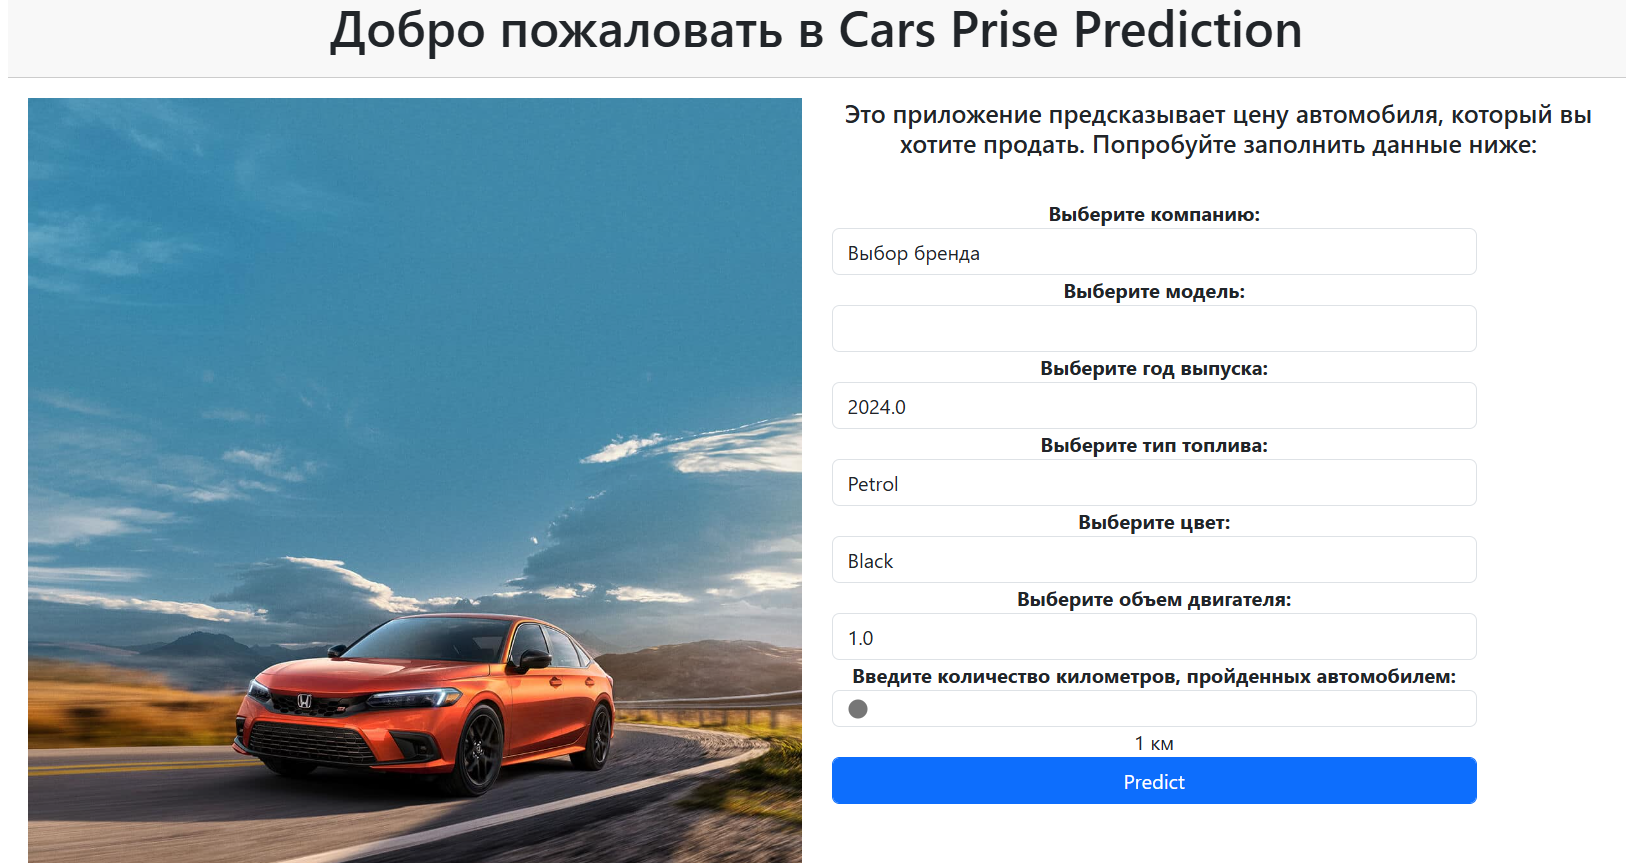 Добро пожаловать в Cars Prise Prediction
Это приложение предсказывает цену автомобиля, который вы
хотите продать. Попробуйте заполнить данные ниже:
Выберите компанию:
Выбор бренда
Выберите модель:
Выберите год выпуска:
2024.0
Выберите тип топлива:
Petrol
Выберите цвет:
Black
Выберите объем двигателя:
1.0
Введите количество километров, пройденных автомобилем:
1 км
Predict